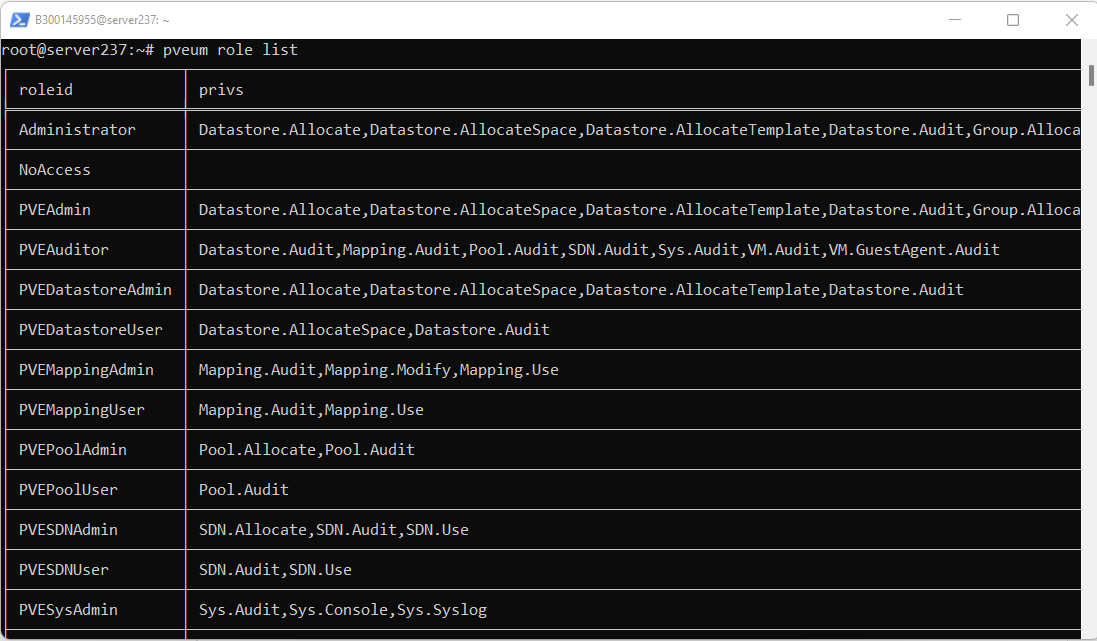 B300145955@server237: ~
root@server237:~# pveum role list
roleid privs
Administrator Datastore.Allocate,Datastore.AllocateSpace,Datastore.AllocateTemplate,Datastore.Audit,Group.Alloca
NoAccess
PVEAdmin Datastore.Allocate,Datastore.AllocateSpace,Datastore.AllocateTemplate,Datastore.Audit,Group.Alloca
PVEAuditor Datastore.Audit,Mapping.Audit,Pool.Audit,SDN.Audit,Sys.Audit,VM.Audit,VM.GuestAgent.Audit
PVEDatastoreAdmin Datastore.Allocate,Datastore.AllocateSpace,Datastore.AllocateTemplate,Datastore.Audit
PVEDatastoreUser Datastore.AllocateSpace,Datastore.Audit
PVEMappingAdmin Mapping.Audit,Mapping.Modify,Mapping.Use
PVEMappingUser Mapping.Audit,Mapping.Use
PVEPoolAdmin Pool.Allocate,Pool.Audit
PVEPoolUser Pool.Audit
PVESDNAdmin SDN.Allocate,SDN.Audit,SDN.Use
PVESDNUser SDN.Audit,SDN.Use
PVESysAdmin Sys.Audit,Sys.Console,Sys.Syslog